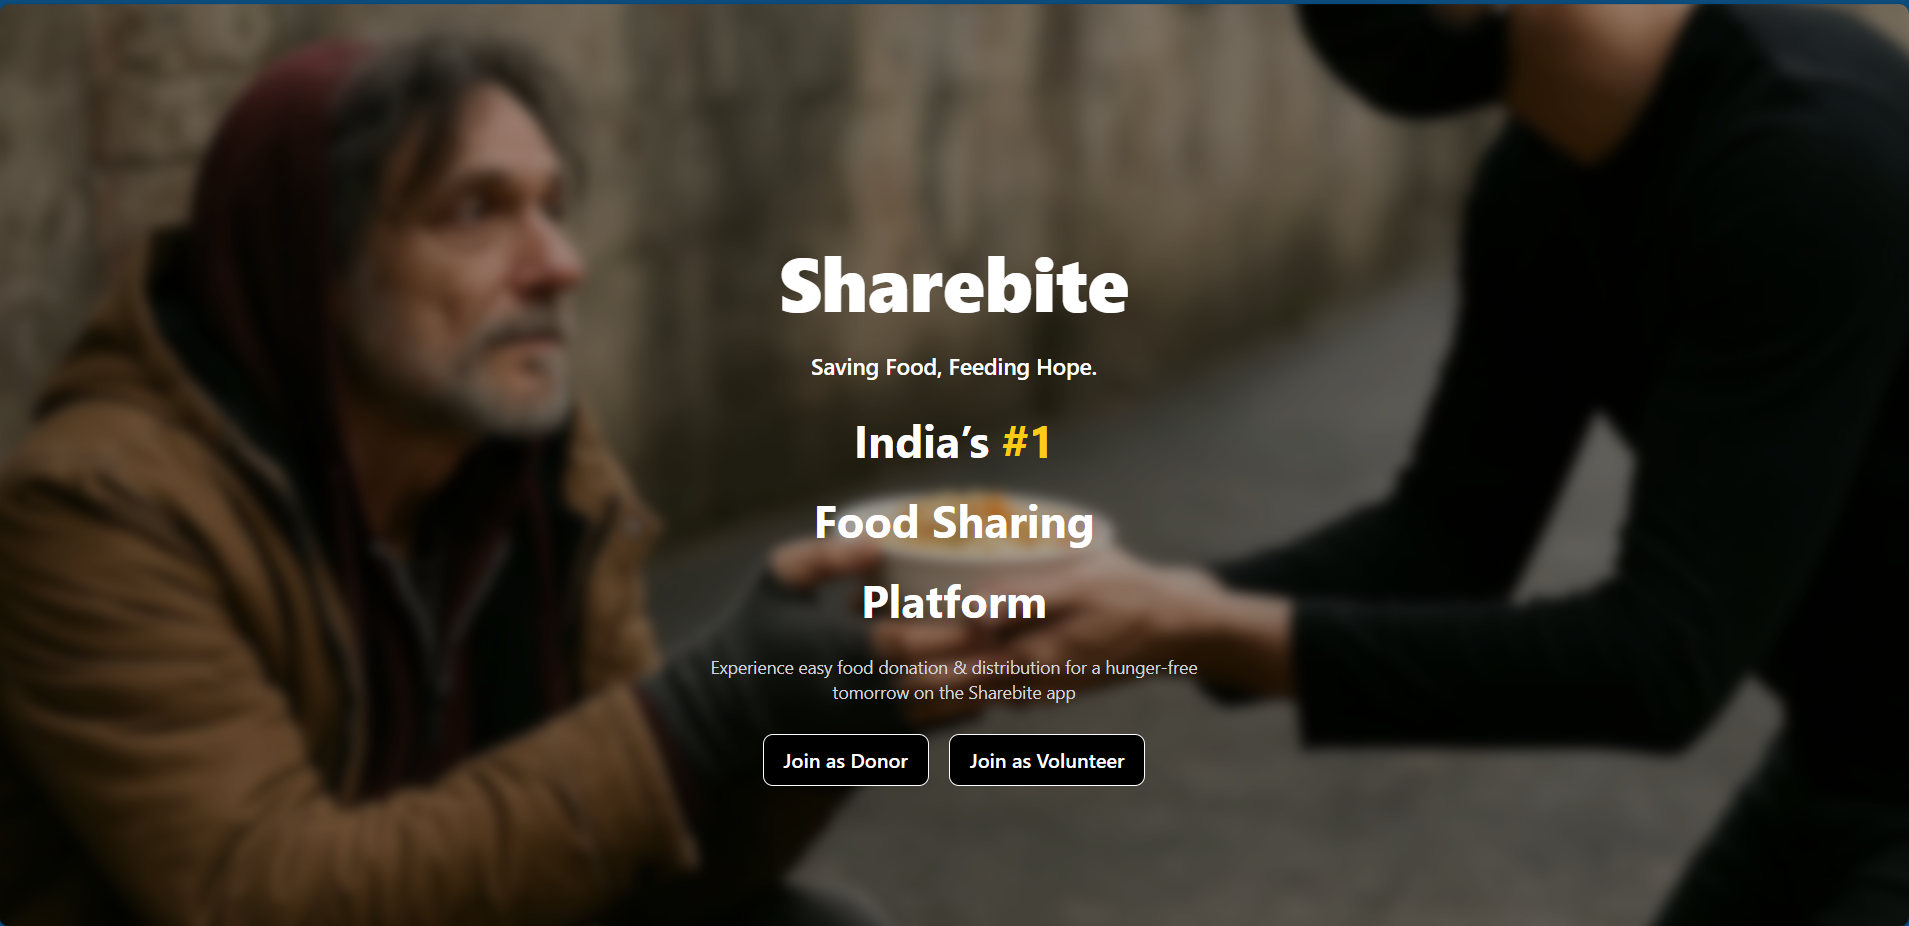 Sharebite
Saving Food, Feeding Hope.
India’s #1
Food Sharing
Platform
Experience easy food donation & distribution for a hunger-free
tomorrow on the Sharebite app
Join as Donor
Join as Volunteer